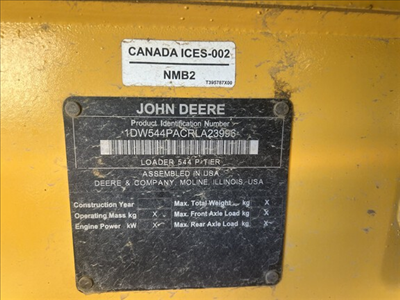 CANADA ICES-002
NMB2
T395787X00
JOHN DEERE
Product Identification Number
1DW544PACRLA23996
LOADER 544 P-TIER
ASSEMBLED IN USA
DEERE & COMPANY, MOLINE, ILLINOIS, USA
Construction Year
Max. Total Weight kg X
Operating Mass kg X
Max. Front Axle Load kg X
Engine Power kW X
Max. Rear Axle Load kg X